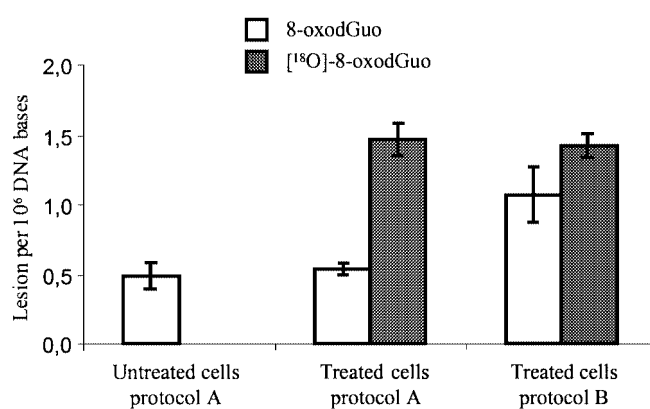 8-oxodGuo
[¹⁸O]-8-oxodGuo
Lesion per 10⁶ DNA bases
2,0
1,5
1,0
0,5
0,0
Untreated cells
protocol A
Treated cells
protocol A
Treated cells
protocol B